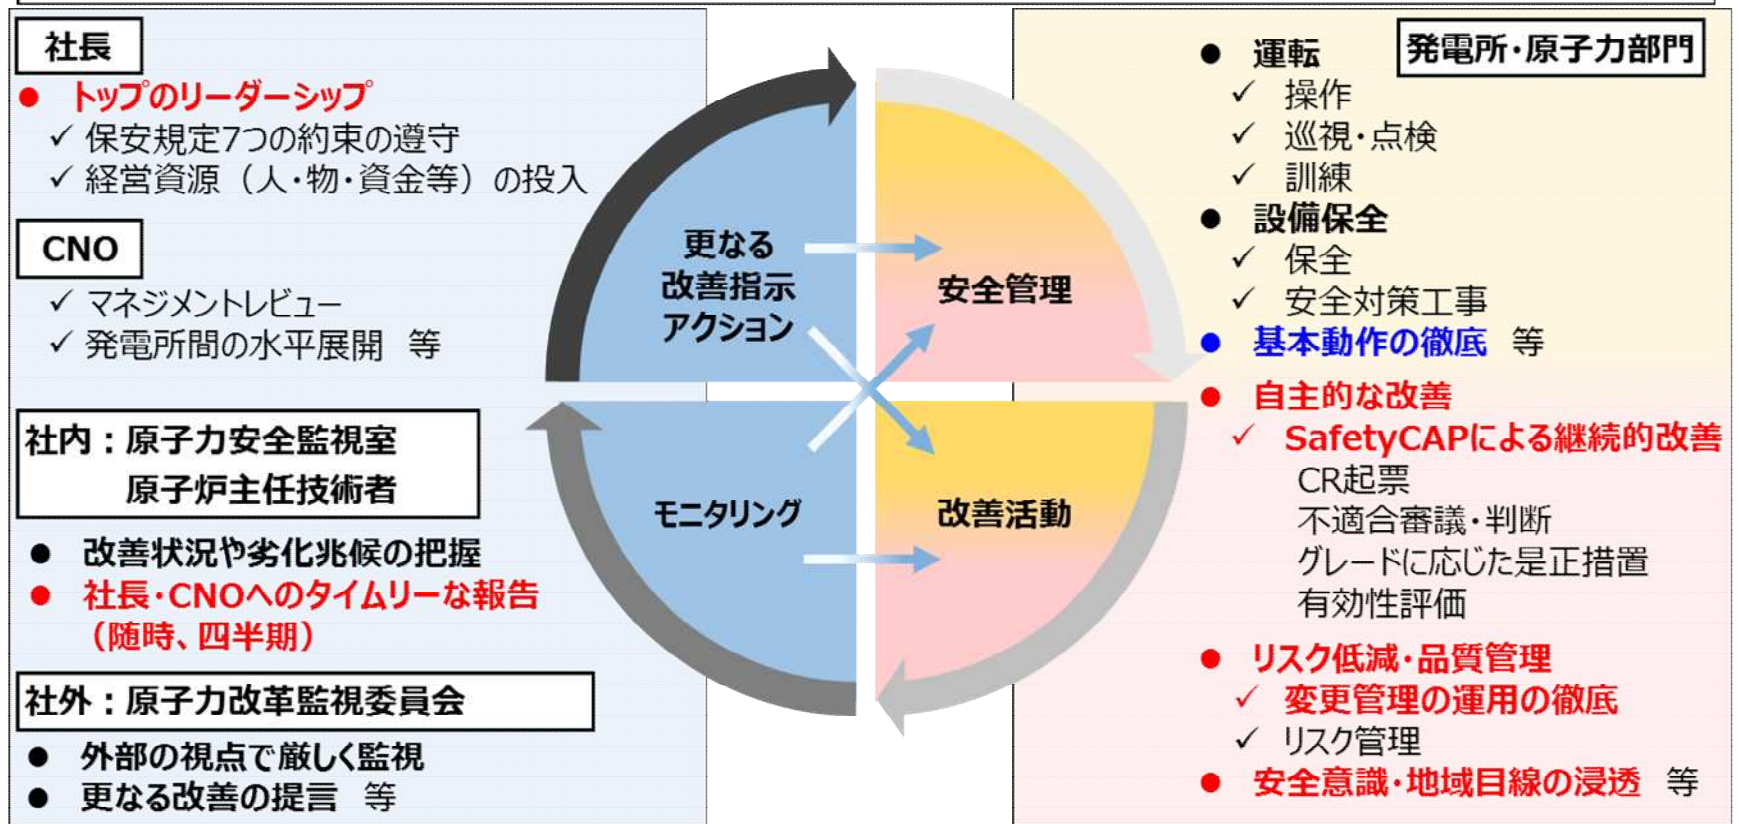 社長
● トップのリーダーシップ
✓ 保安規定7つの約束の遵守
✓ 経営資源（人・物・資金等）の投入
CNO
✓ マネジメントレビュー
✓ 発電所間の水平展開 等
社内：原子力安全監視室
原子炉主任技術者
● 改善状況や劣化兆候の把握
● 社長・CNOへのタイムリーな報告
（随時、四半期）
社外：原子力改革監視委員会
● 外部の視点で厳しく監視
● 更なる改善の提言 等
更なる
改善指示
アクション
安全管理
モニタリング
改善活動
発電所・原子力部門
● 運転
✓ 操作
✓ 巡視・点検
✓ 訓練
● 設備保全
✓ 保全
✓ 安全対策工事
● 基本動作の徹底 等
● 自主的な改善
✓ SafetyCAPによる継続的改善
CR起票
不適合審議・判断
グレードに応じた是正措置
有効性評価
● リスク低減・品質管理
✓ 変更管理の運用の徹底
✓ リスク管理
● 安全意識・地域目線の浸透 等